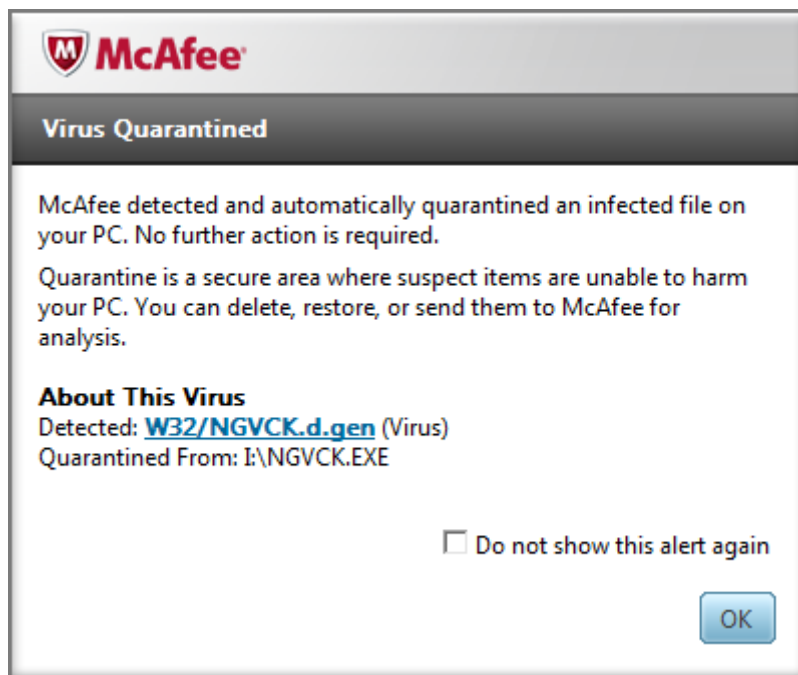 McAfee
Virus Quarantined
McAfee detected and automatically quarantined an infected file on
your PC. No further action is required.
Quarantine is a secure area where suspect items are unable to harm
your PC. You can delete, restore, or send them to McAfee for
analysis.
About This Virus
Detected: W32/NGVCK.d.gen (Virus)
Quarantined From: I:\NGVCK.EXE
Do not show this alert again
OK